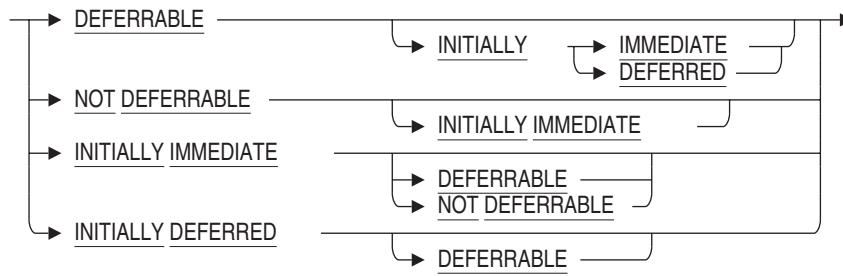 DEFERRABLE
INITIALLY IMMEDIATE
DEFERRED
NOT DEFERRABLE
INITIALLY IMMEDIATE
INITIALLY IMMEDIATE
DEFERRABLE
NOT DEFERRABLE
INITIALLY DEFERRED
DEFERRABLE